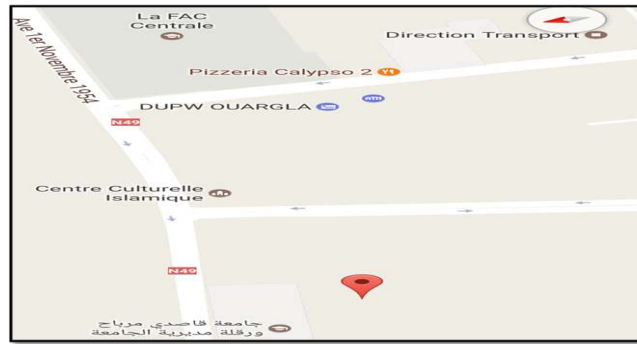 La FAC
Centrale
Direction Transport
Ave 1er Novembre 1954
Pizzeria Calypso 2
DUPW OUARGLA
ATM
N49
Centre Culturelle
Islamique
N49
جامعة قاصدي مرباح
ورقلة مديرية الجامعة